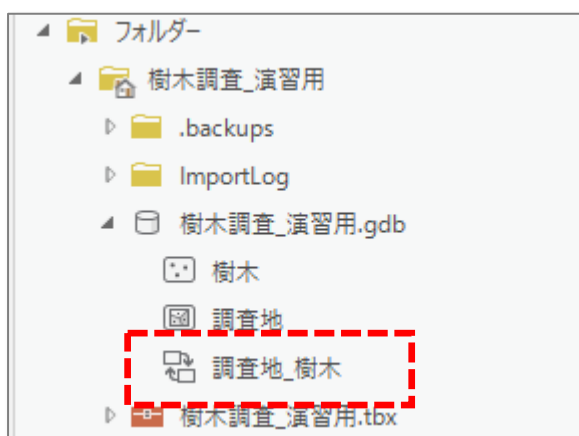 フォルダー
樹木調査_演習用
.backups
ImportLog
樹木調査_演習用.gdb
樹木
調査地
調査地_樹木
樹木調査_演習用.tbx